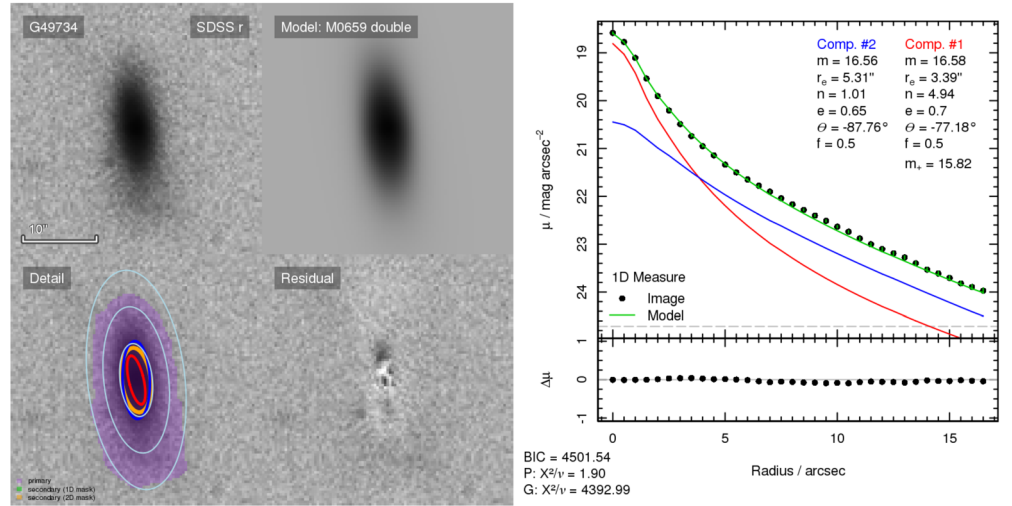 G49734
SDSS r
Model: M0659 double
10"
Detail
Residual
primary
secondary (1D mask)
secondary (2D mask)
μ / mag arcsec⁻²
19
20
21
22
23
24
Comp. #2
m = 16.56
rₑ = 5.31"
n = 1.01
e = 0.65
Θ = -87.76°
f = 0.5
Comp. #1
m = 16.58
rₑ = 3.39"
n = 4.94
e = 0.7
Θ = -77.18°
f = 0.5
m₊ = 15.82
1D Measure
Image
Model
Δμ
1
0
-1
0
5
10
15
Radius / arcsec
BIC = 4501.54
P: X²/ν = 1.90
G: X²/ν = 4392.99